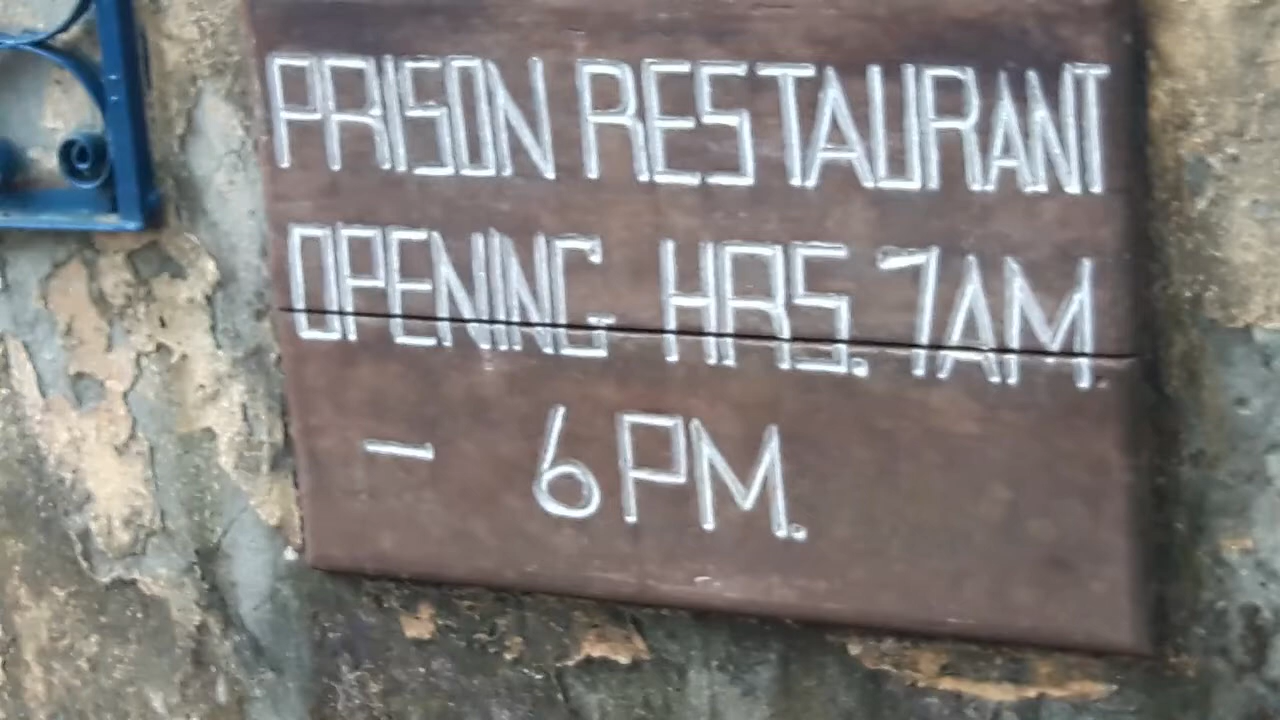 PRISON RESTAURANT
OPENING HRS. 7AM
- 6PM.